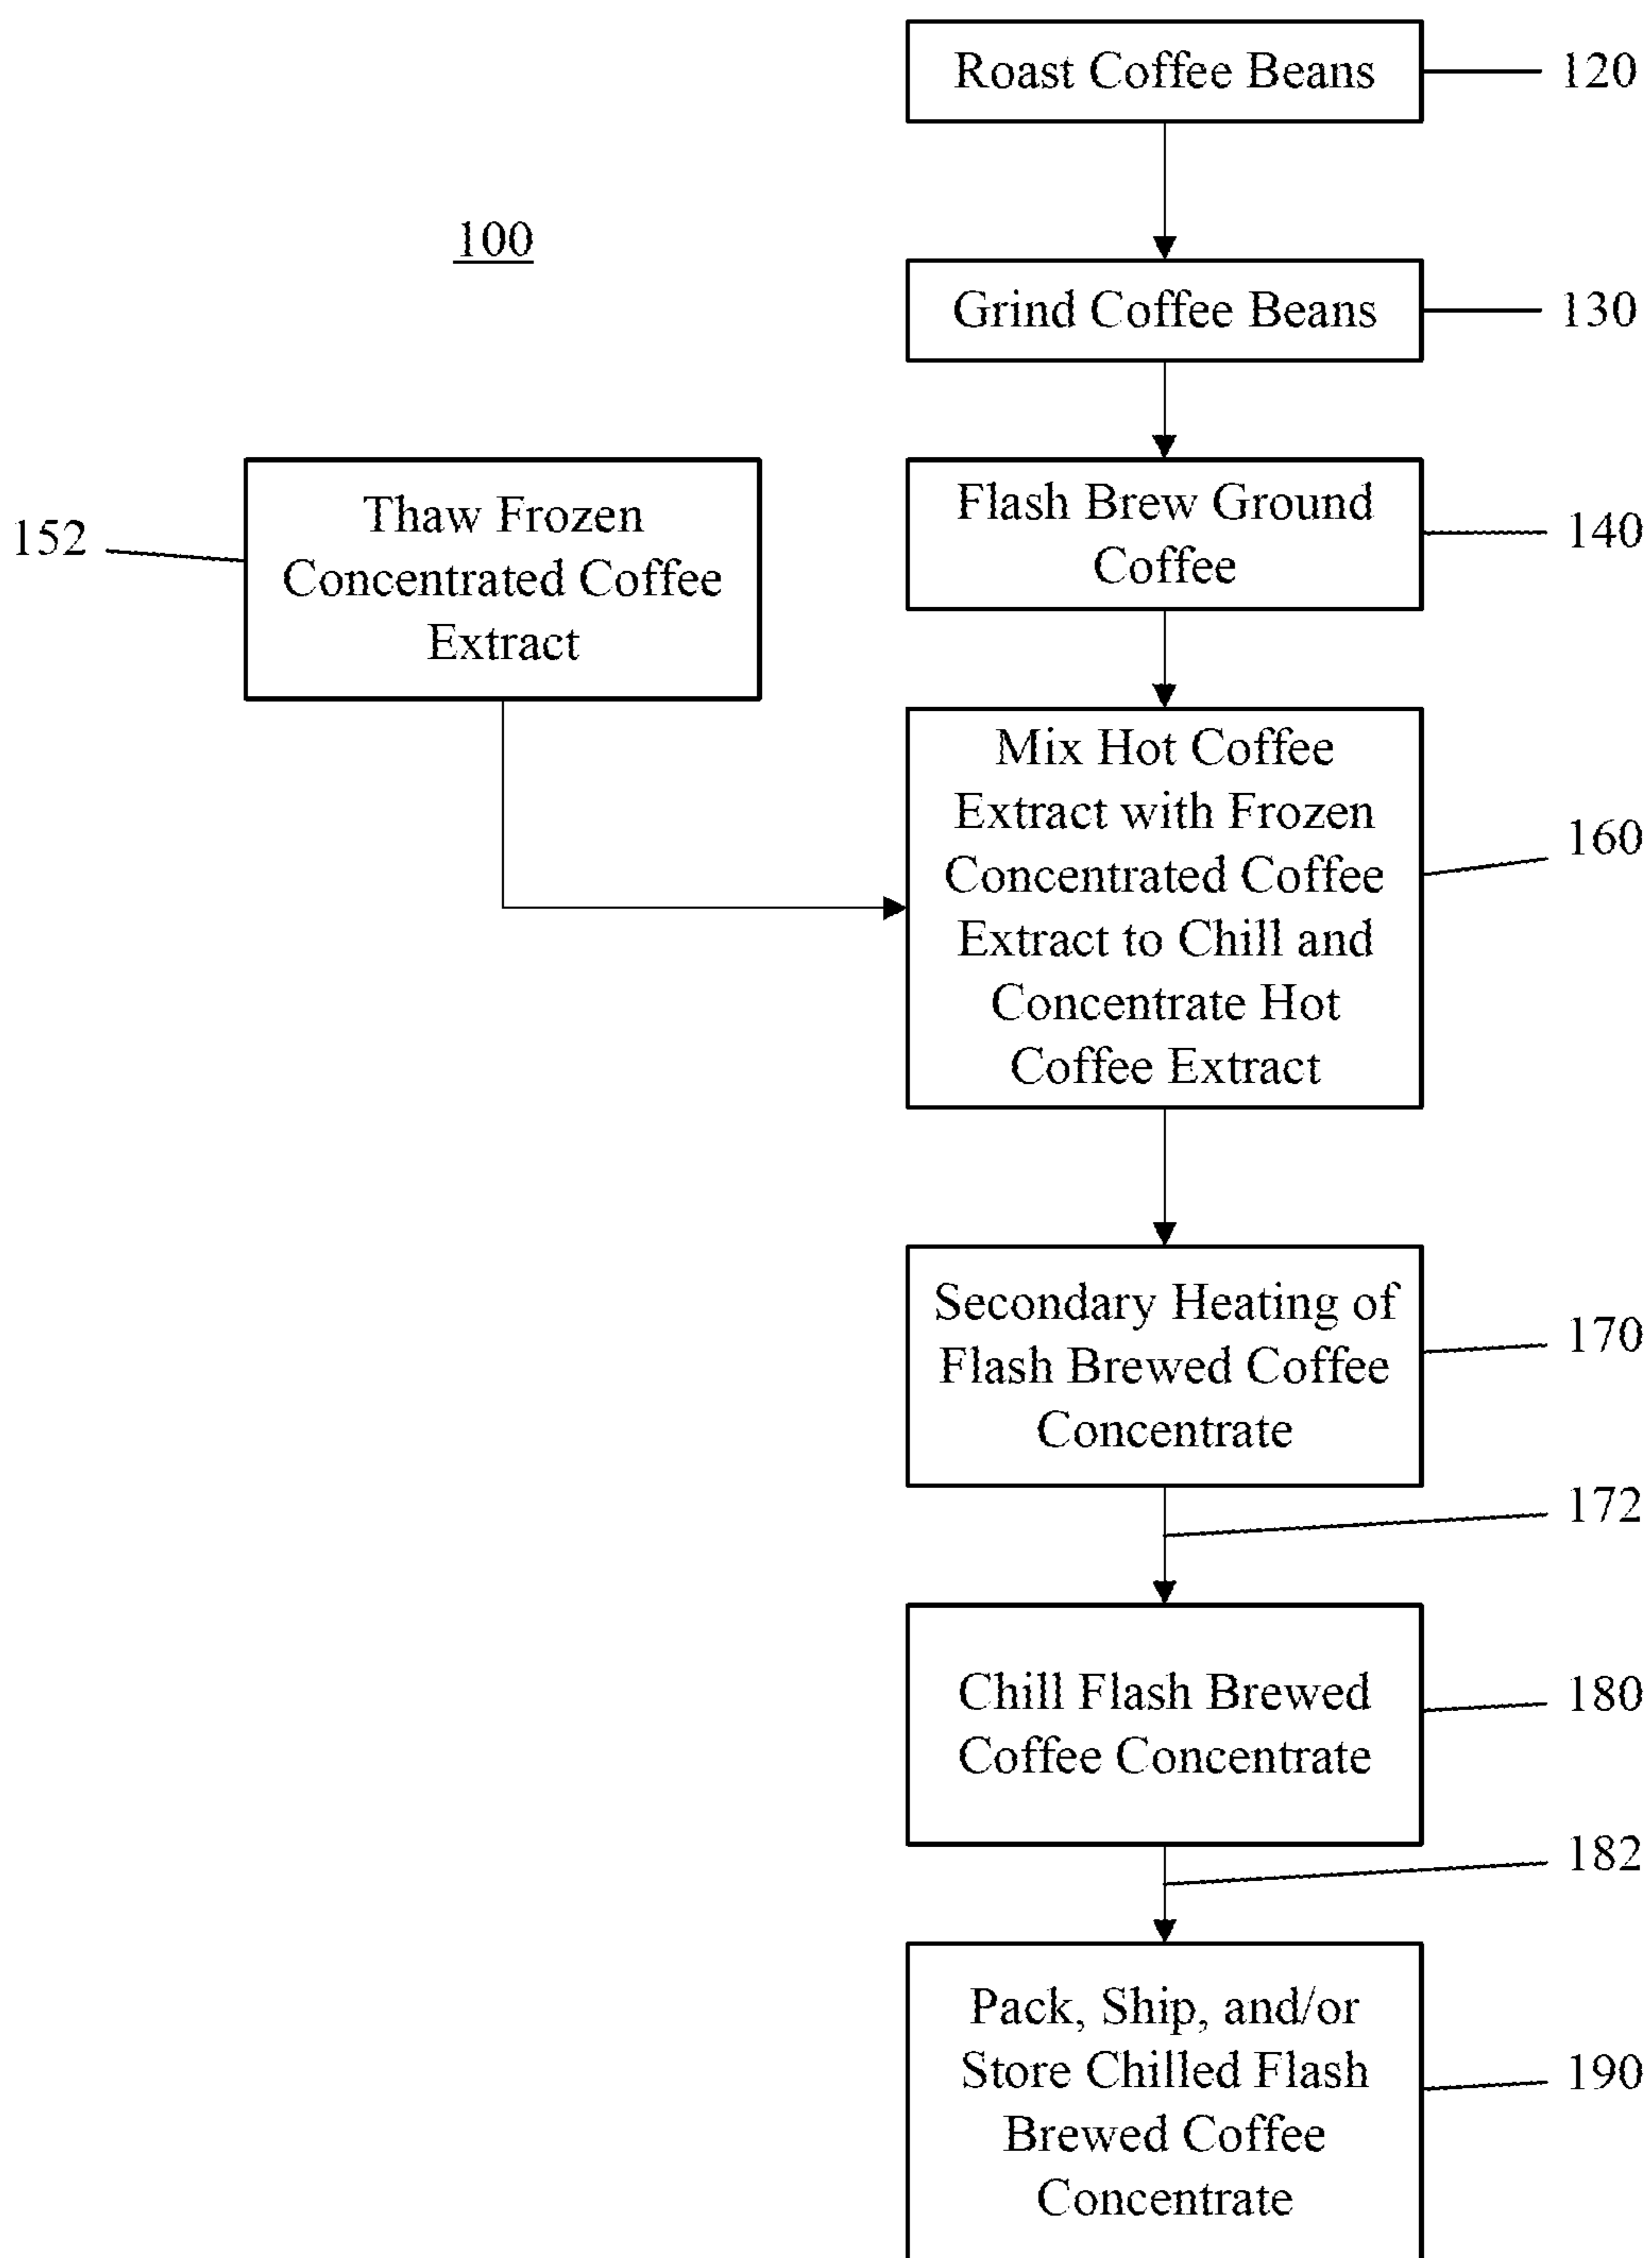 Roast Coffee Beans
120
100
Grind Coffee Beans
130
152
Thaw Frozen
Concentrated Coffee
Extract
Flash Brew Ground
Coffee
140
Mix Hot Coffee
Extract with Frozen
Concentrated Coffee
Extract to Chill and
Concentrate Hot
Coffee Extract
160
Secondary Heating of
Flash Brewed Coffee
Concentrate
170
172
Chill Flash Brewed
Coffee Concentrate
180
182
Pack, Ship, and/or
Store Chilled Flash
Brewed Coffee
Concentrate
190